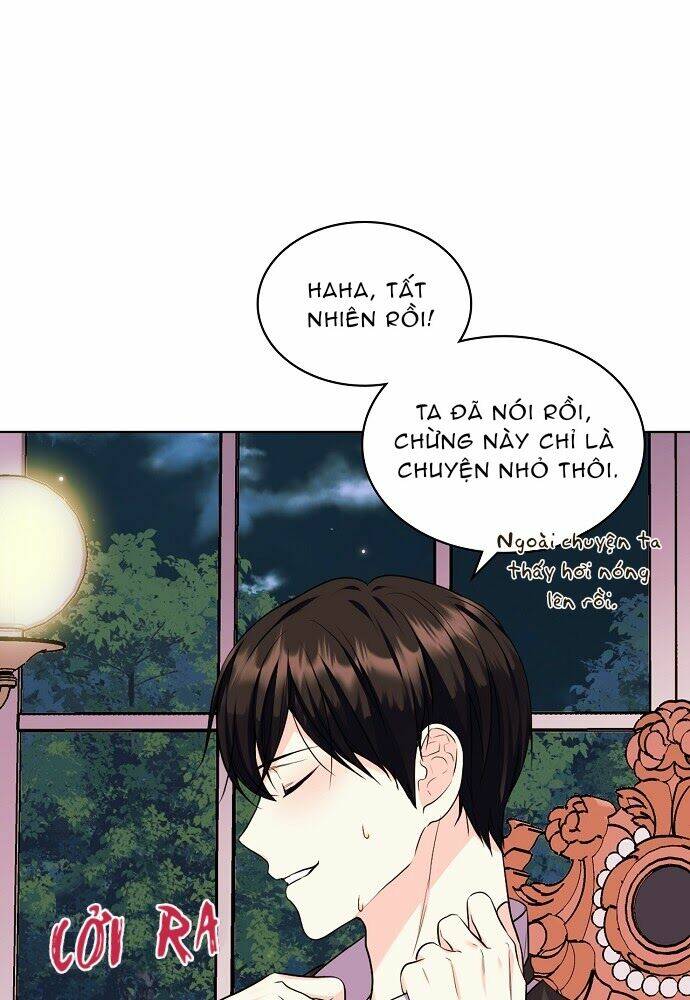 HAHA, TẤT
NHIÊN RỒI!
TA ĐÃ NÓI RỒI,
CHỪNG NÀY CHỈ LÀ
CHUYỆN NHỎ THÔI.
Ngoài chuyện ta
thấy hơi nóng
lên rồi.
CỞI RA